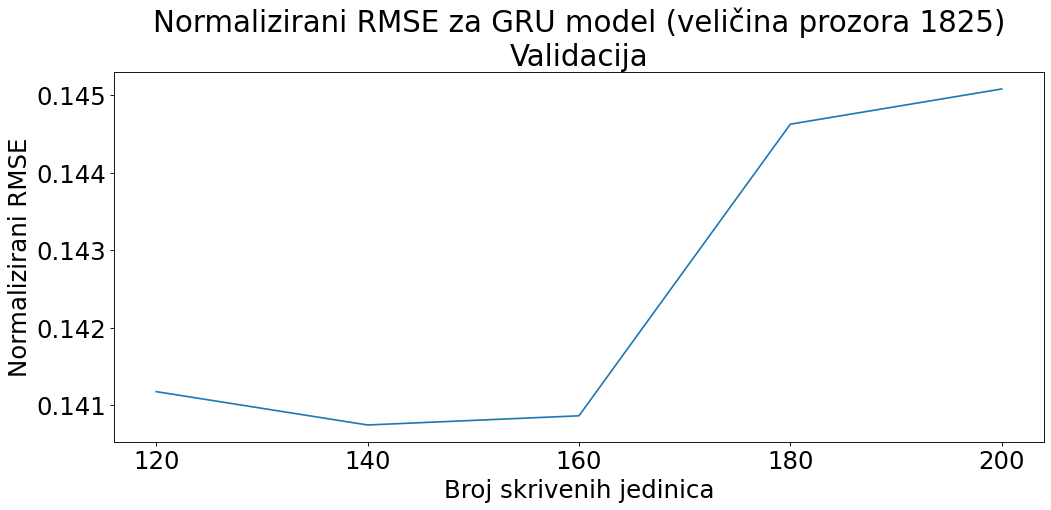 Normalizirani RMSE za GRU model (veličina prozora 1825)
Validacija
Normalizirani RMSE
0.145
0.144
0.143
0.142
0.141
120 140 160 180 200
Broj skrivenih jedinica